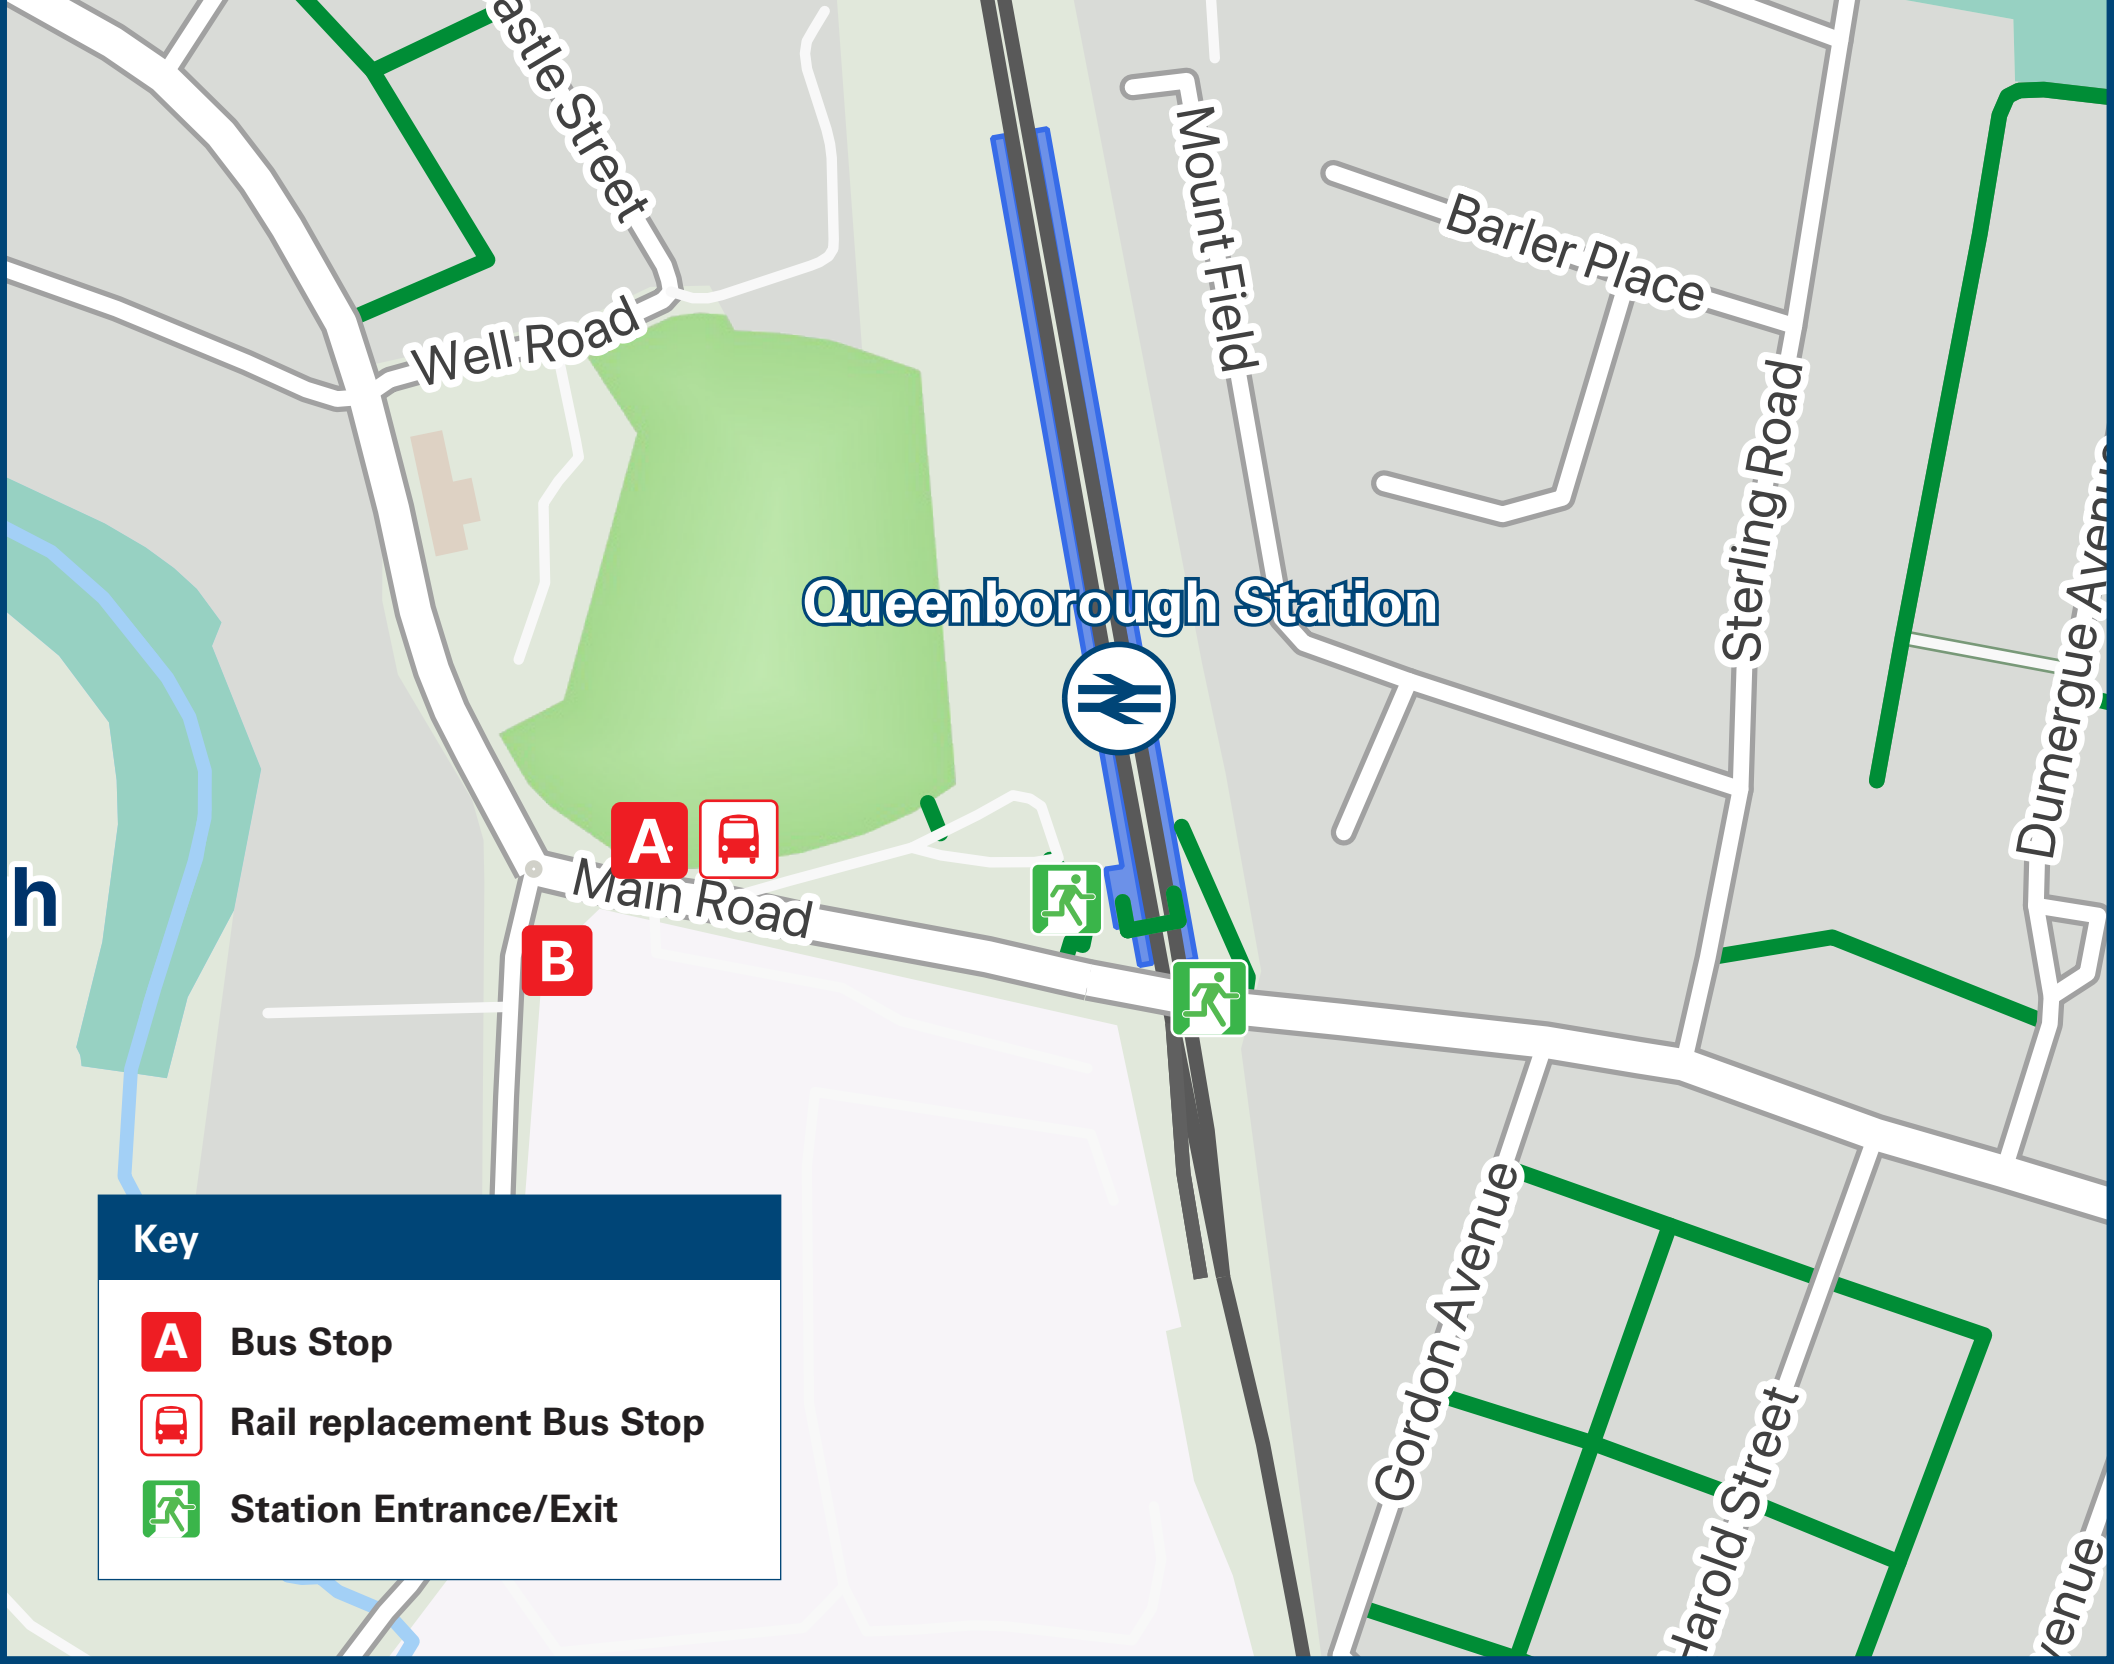 astle Street
Mount Field
Barler Place
Well Road
Sterling Road
Dumergue Avenue
Queenborough Station
A
Main Road
h
B
Gordon Avenue
Harold Street
venue
Key
A Bus Stop
Rail replacement Bus Stop
Station Entrance/Exit